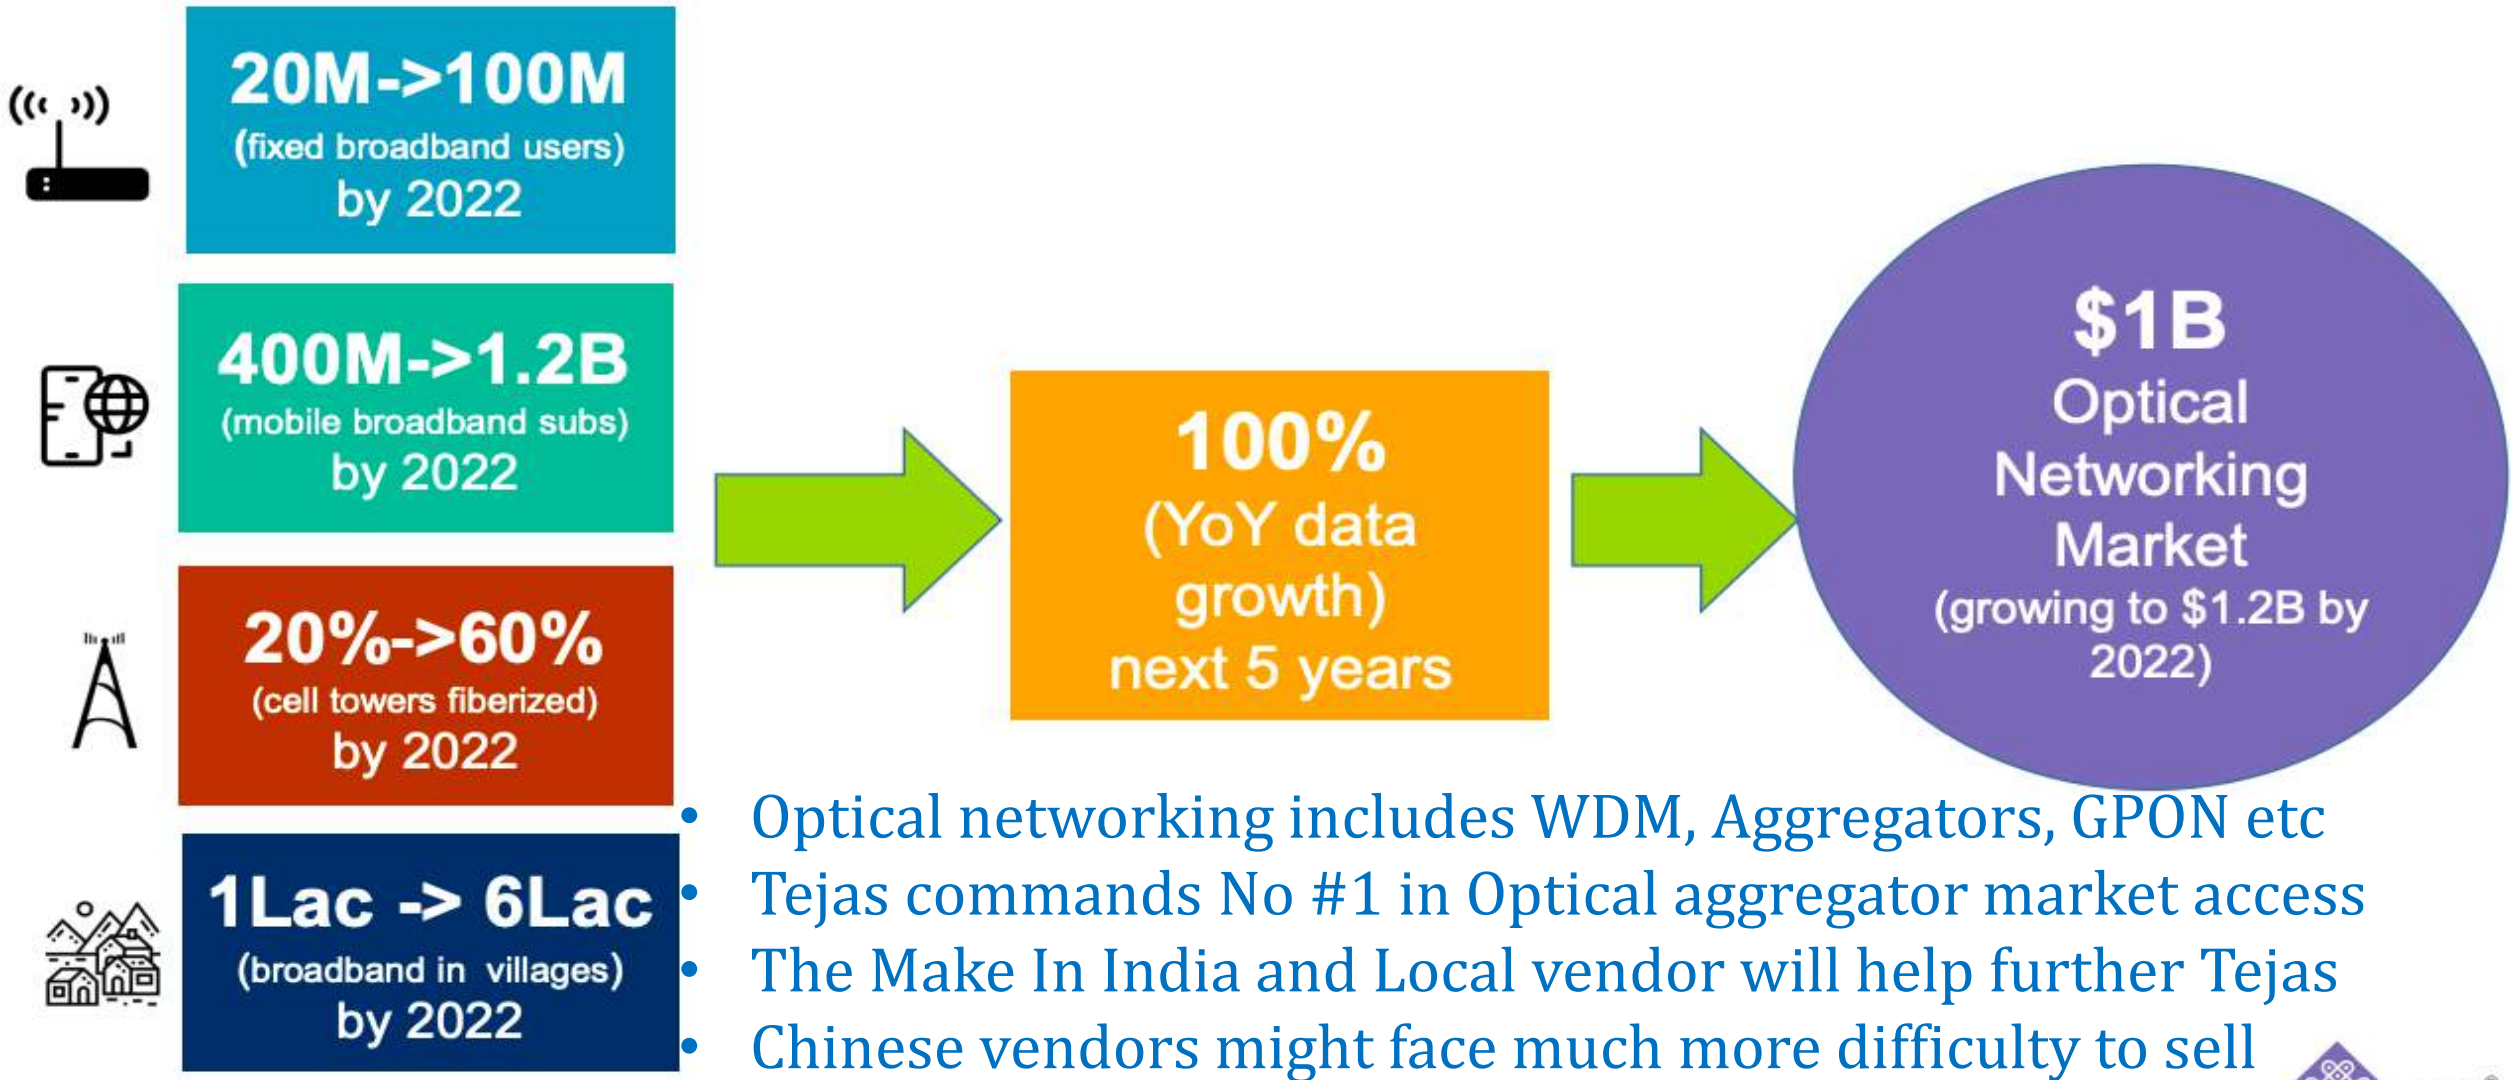 20M->100M
(fixed broadband users)
by 2022
400M->1.2B
(mobile broadband subs)
by 2022
20%->60%
(cell towers fiberized)
by 2022
1Lac -> 6Lac
(broadband in villages)
by 2022
100%
(YoY data
growth)
next 5 years
$1B
Optical
Networking
Market
(growing to $1.2B by
2022)
• Optical networking includes WDM, Aggregators, GPON etc
• Tejas commands No #1 in Optical aggregator market access
• The Make In India and Local vendor will help further Tejas
• Chinese vendors might face much more difficulty to sell